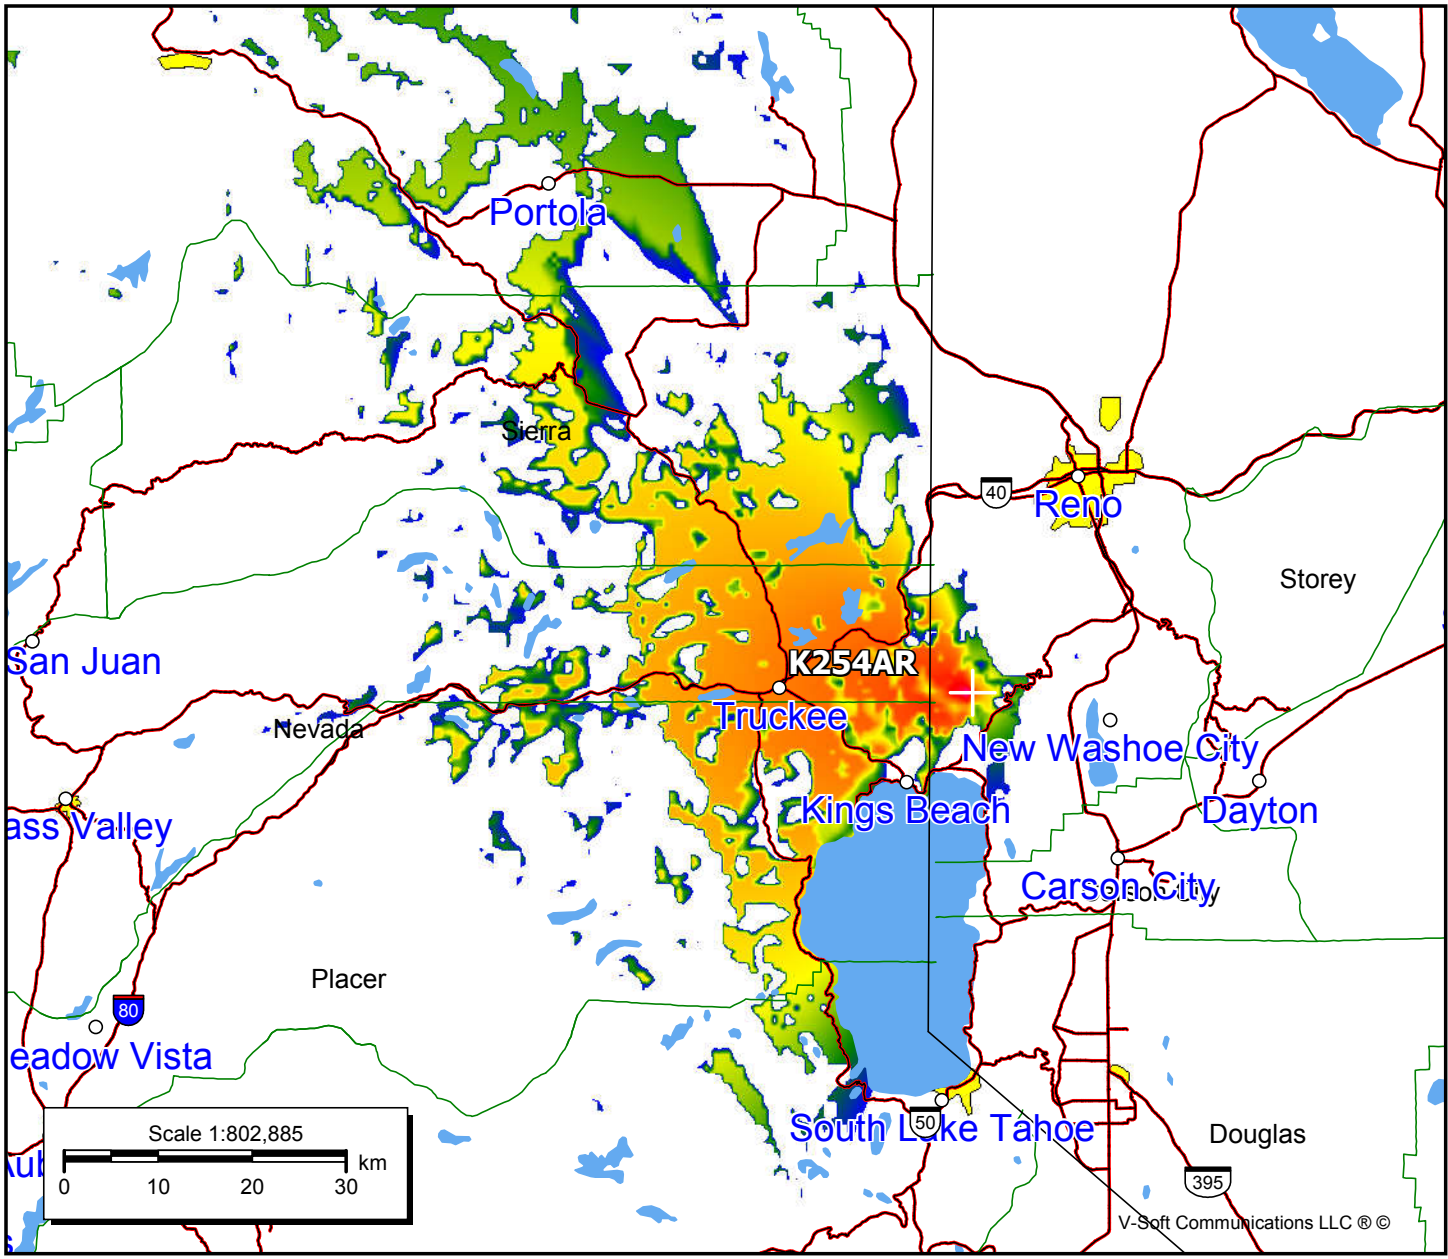 Portola
Sierra
40
Reno
Storey
San Juan
K254AR
Truckee
Nevada
New Washoe City
Kings Beach
Dayton
ass Valley
Carson City
Placer
80
eadow Vista
South Lake Tahoe
50
Douglas
395
Scale 1:802,885
km
0 10 20 30
Aub
s
V-Soft Communications LLC ® ©